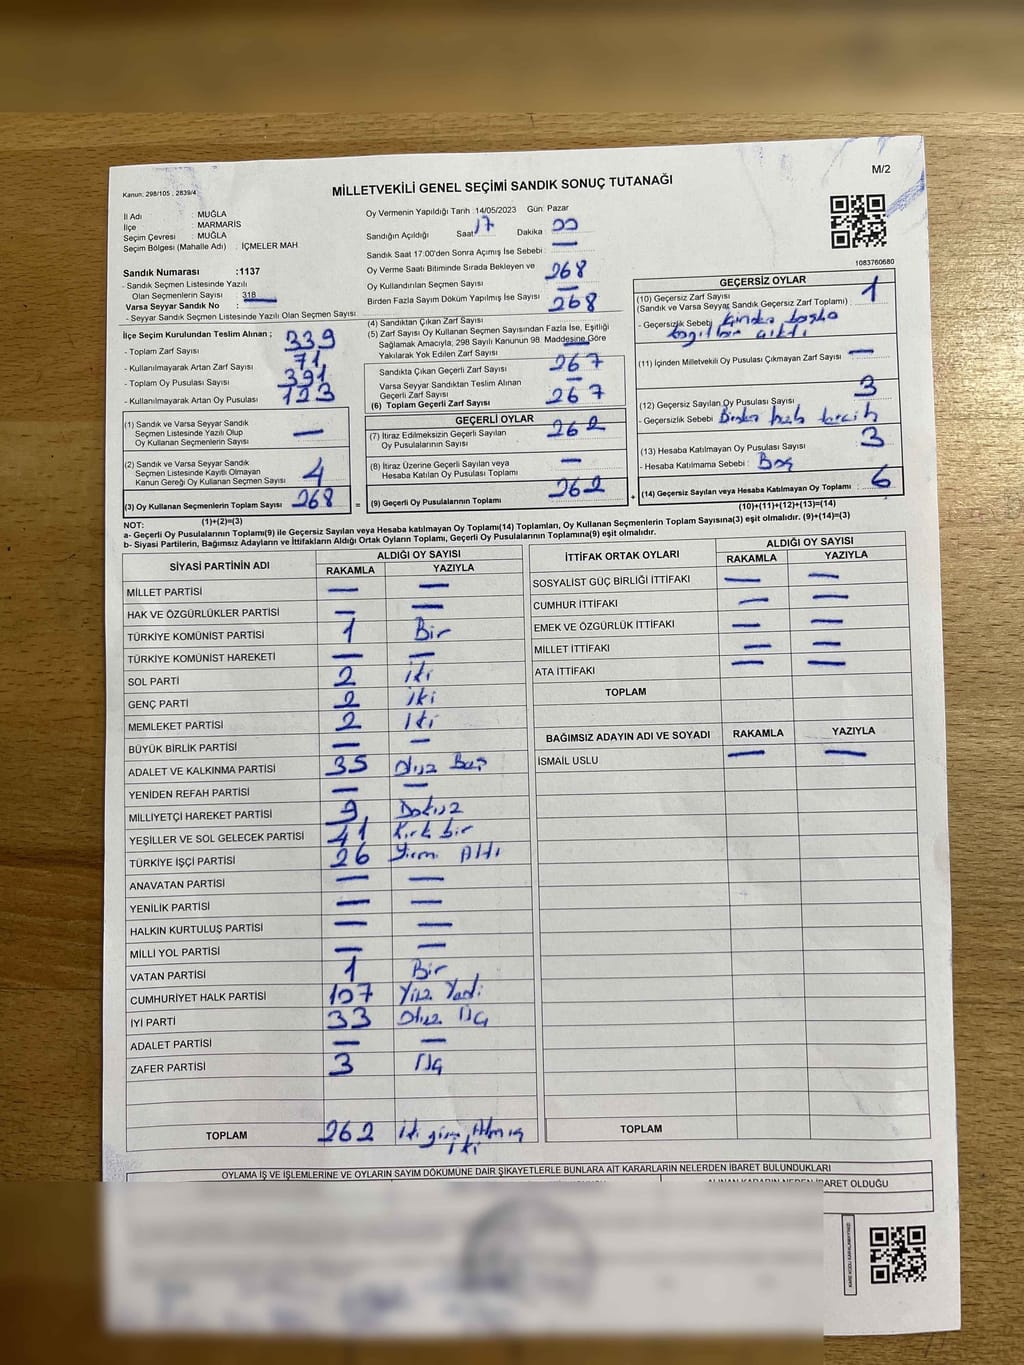 M/2
Kanun: 298/105 ; 2839/4
MİLLETVEKİLİ GENEL SEÇİMİ SANDIK SONUÇ TUTANAĞI
İl Adı : MUĞLA
İlçe : MARMARİS
Seçim Çevresi : MUĞLA
Seçim Bölgesi (Mahalle Adı) : İÇMELER MAH
Sandık Numarası :1137
- Sandık Seçmen Listesinde Yazılı
Olan Seçmenlerin Sayısı : 318
Varsa Seyyar Sandık No :
- Seyyar Sandık Seçmen Listesinde Yazılı Olan Seçmen Sayısı :
Oy Vermenin Yapıldığı Tarih :14/05/2023 Gün: Pazar
Sandığın Açıldığı Saat 17 Dakika 00
Sandık Saat 17:00'den Sonra Açımış İse Sebebi : —
Oy Verme Saati Bitiminde Sırada Bekleyen ve
Oy Kullandırılan Seçmen Sayısı 268
Birden Fazla Sayım Döküm Yapılmış İse Sayısı —
(4) Sandıktan Çıkan Zarf Sayısı 268
(5) Zarf Sayısı Oy Kullanan Seçmen Sayısından Fazla İse, Eşitliği
Sağlamak Amacıyla, 298 Sayılı Kanunun 98. Maddesine Göre
Yakılarak Yok Edilen Zarf Sayısı —
Sandıkta Çıkan Geçerli Zarf Sayısı 267
Varsa Seyyar Sandıktan Teslim Alınan
Geçerli Zarf Sayısı —
(6) Toplam Geçerli Zarf Sayısı 267
1083760680
İlçe Seçim Kurulundan Teslim Alınan ;
- Toplam Zarf Sayısı 339
- Kullanılmayarak Artan Zarf Sayısı 71
- Toplam Oy Pusulası Sayısı 391
- Kullanılmayarak Artan Oy Pusulası 123
(1) Sandık ve Varsa Seyyar Sandık
Seçmen Listesinde Yazılı Olup
Oy Kullanan Seçmenlerin Sayısı —
(2) Sandık ve Varsa Seyyar Sandık
Seçmen Listesinde Kayıtlı Olmayan
Kanun Gereği Oy Kullanan Seçmen Sayısı 4
(3) Oy Kullanan Seçmenlerin Toplam Sayısı 268
(1)+(2)=(3)
GEÇERLİ OYLAR
(7) İtiraz Edilmeksizin Geçerli Sayılan
Oy Pusulalarının Sayısı 262
(8) İtiraz Üzerine Geçerli Sayılan veya
Hesaba Katılan Oy Pusulası Toplamı —
= (9) Geçerli Oy Pusulalarının Toplamı 262
GEÇERSİZ OYLAR
(10) Geçersiz Zarf Sayısı
(Sandık ve Varsa Seyyar Sandık Geçersiz Zarf Toplamı) : 1
- Geçersizlik Sebebi
(11) İçinden Milletvekili Oy Pusulası Çıkmayan Zarf Sayısı —
(12) Geçersiz Sayılan Oy Pusulası Sayısı 3
- Geçersizlik Sebebi : Birden fazla tercih
(13) Hesaba Katılmayan Oy Pusulası Sayısı 3
- Hesaba Katılmama Sebebi : Boş
+ (14) Geçersiz Sayılan veya Hesaba Katılmayan Oy Toplamı : 6
(10)+(11)+(12)+(13)=(14)
NOT:
a- Geçerli Oy Pusulalarının Toplamı(9) ile Geçersiz Sayılan veya Hesaba katılmayan Oy Toplamı(14) Toplamları, Oy Kullanan Seçmenlerin Toplam Sayısına(3) eşit olmalıdır. (9)+(14)=(3)
b- Siyasi Partilerin, Bağımsız Adayların ve İttifakların Aldığı Ortak Oyların Toplamı, Geçerli Oy Pusulalarının Toplamına(9) eşit olmalıdır.
SİYASİ PARTİNİN ADI ALDIĞI OY SAYISI
RAKAMLA YAZIYLA
MİLLET PARTİSİ — —
HAK VE ÖZGÜRLÜKLER PARTİSİ — —
TÜRKİYE KOMÜNİST PARTİSİ 1 Bir
TÜRKİYE KOMÜNİST HAREKETİ — —
SOL PARTİ 2 iki
GENÇ PARTİ 2 iki
MEMLEKET PARTİSİ 2 iki
BÜYÜK BİRLİK PARTİSİ — —
ADALET VE KALKINMA PARTİSİ 35 Otuz Beş
YENİDEN REFAH PARTİSİ — —
MİLLİYETÇİ HAREKET PARTİSİ 9 Dokuz
YEŞİLLER VE SOL GELECEK PARTİSİ 41 Kırk bir
TÜRKİYE İŞÇİ PARTİSİ 26 Yirmi Altı
ANAVATAN PARTİSİ — —
YENİLİK PARTİSİ — —
HALKIN KURTULUŞ PARTİSİ — —
MİLLİ YOL PARTİSİ — —
VATAN PARTİSİ 1 Bir
CUMHURİYET HALK PARTİSİ 107 Yüz Yedi
İYİ PARTİ 33 Otuz Üç
ADALET PARTİSİ — —
ZAFER PARTİSİ 3 Üç
TOPLAM 262 iki yüz Altmış iki
İTTİFAK ORTAK OYLARI ALDIĞI OY SAYISI
RAKAMLA YAZIYLA
SOSYALİST GÜÇ BİRLİĞİ İTTİFAKI — —
CUMHUR İTTİFAKI — —
EMEK VE ÖZGÜRLÜK İTTİFAKI — —
MİLLET İTTİFAKI — —
ATA İTTİFAKI — —
TOPLAM
BAĞIMSIZ ADAYIN ADI VE SOYADI RAKAMLA YAZIYLA
İSMAİL USLU — —
TOPLAM
OYLAMA İŞ VE İŞLEMLERİNE VE OYLARIN SAYIM DÖKÜMÜNE DAİR ŞİKAYETLERLE BUNLARA AİT KARARLARIN NELERDEN İBARET BULUNDUKLARI
ALINAN KARARIN NEDEN İBARET OLDUĞU